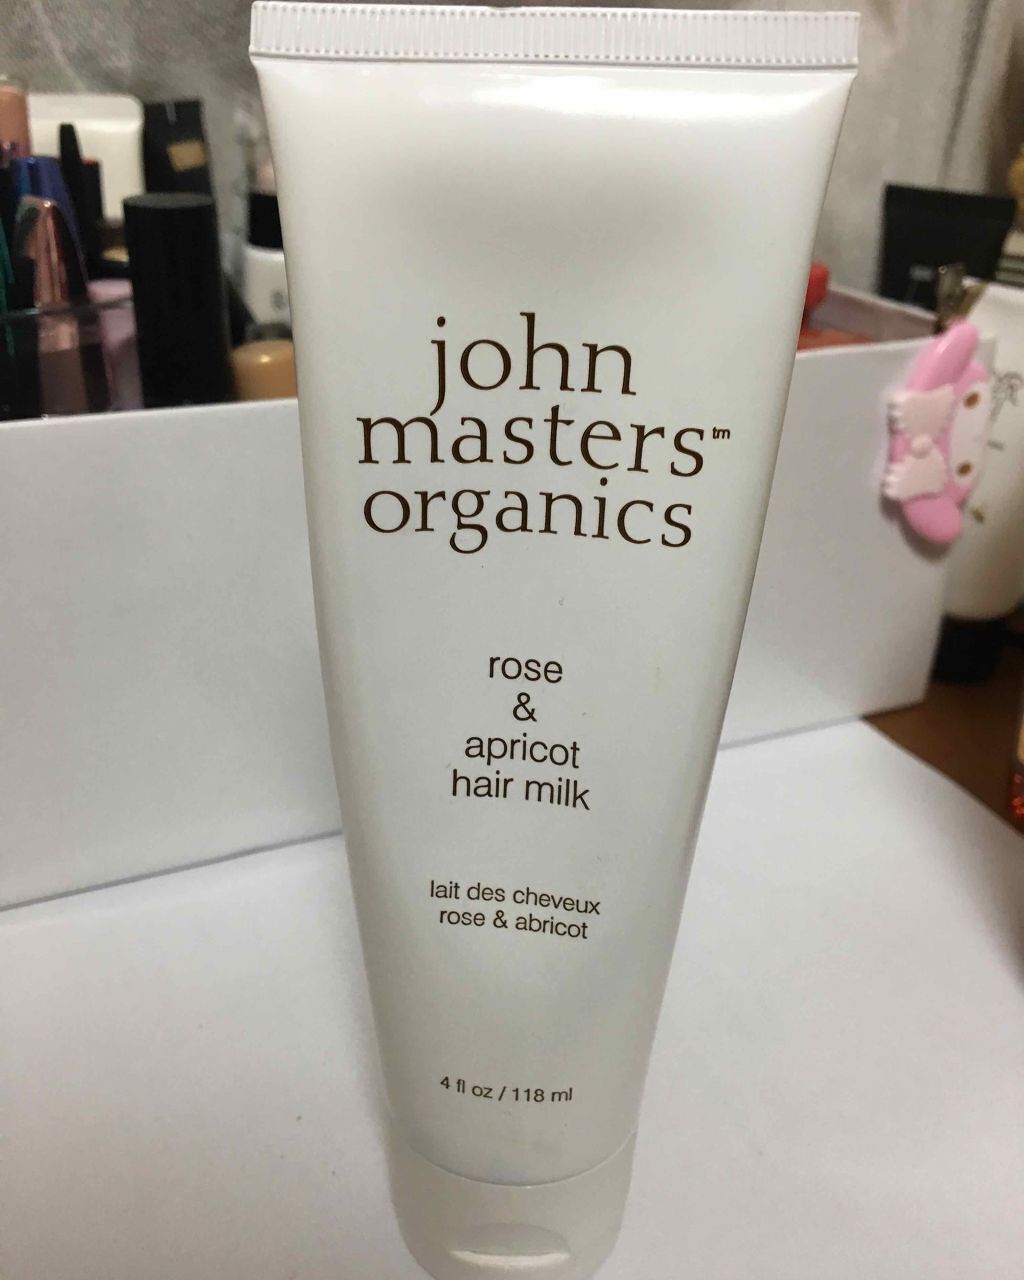 john
masters™
organics
rose
&
apricot
hair milk
lait des cheveux
rose & abricot
4 fl oz / 118 ml